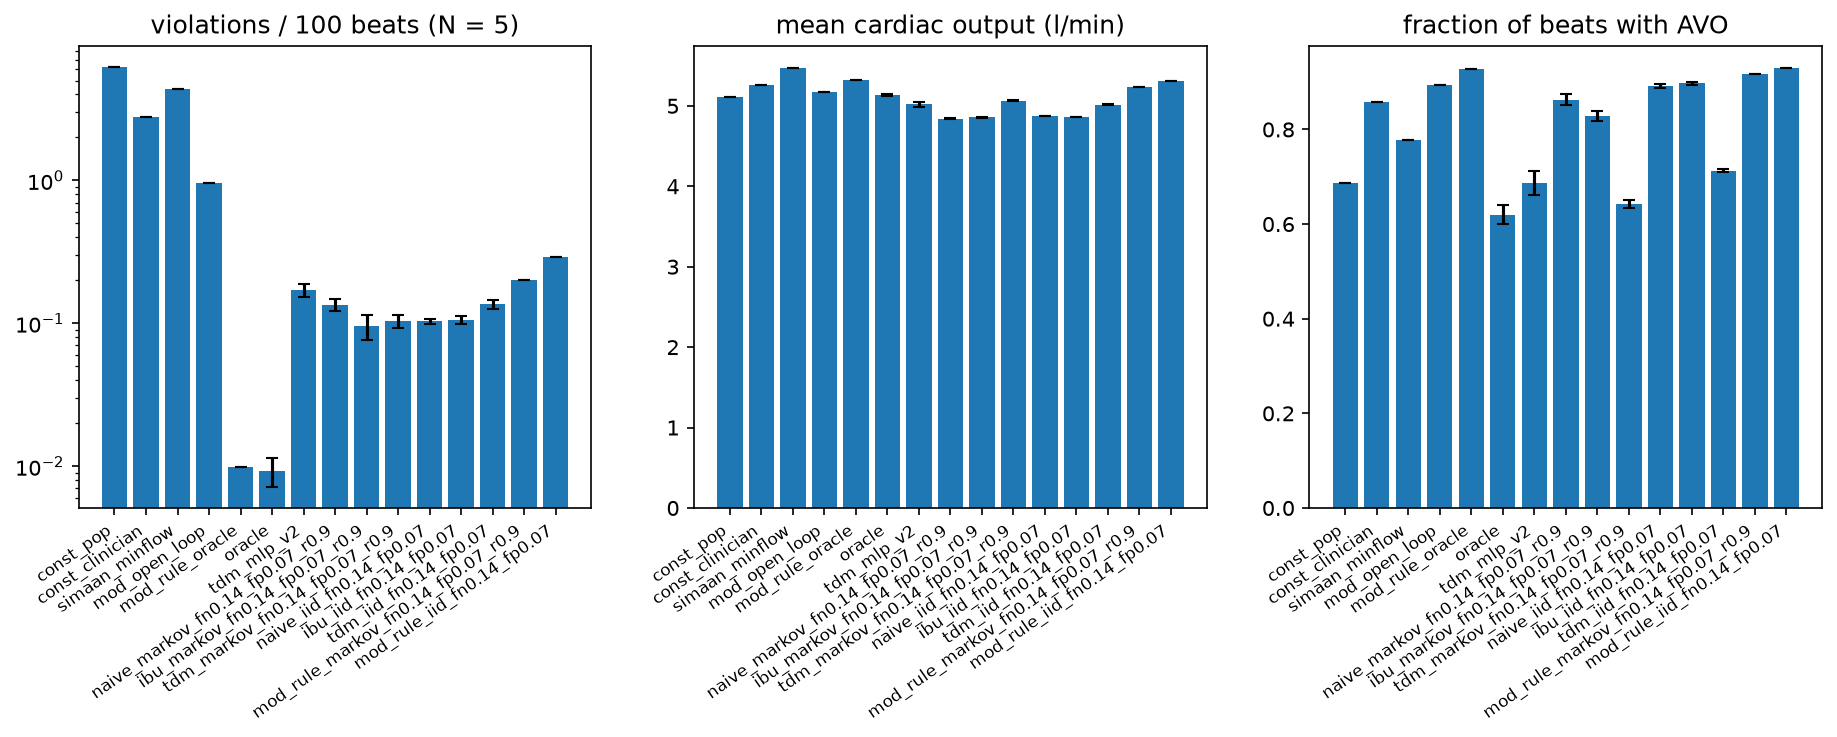 violations / 100 beats (N = 5)
10⁰
10⁻¹
10⁻²
const_pop
const_clinician
simaan_minflow
mod_open_loop
mod_rule_oracle
oracle
tdm_mlp_v2
naive_markov_fn0.14_fp0.07_r0.9
ibu_markov_fn0.14_fp0.07_r0.9
tdm_markov_fn0.14_fp0.07_r0.9
naive_iid_fn0.14_fp0.07
ibu_iid_fn0.14_fp0.07
tdm_iid_fn0.14_fp0.07
mod_rule_markov_fn0.14_fp0.07_r0.9
mod_rule_iid_fn0.14_fp0.07
mean cardiac output (l/min)
5
4
3
2
1
0
const_pop
const_clinician
simaan_minflow
mod_open_loop
mod_rule_oracle
oracle
tdm_mlp_v2
naive_markov_fn0.14_fp0.07_r0.9
ibu_markov_fn0.14_fp0.07_r0.9
tdm_markov_fn0.14_fp0.07_r0.9
naive_iid_fn0.14_fp0.07
ibu_iid_fn0.14_fp0.07
tdm_iid_fn0.14_fp0.07
mod_rule_markov_fn0.14_fp0.07_r0.9
mod_rule_iid_fn0.14_fp0.07
fraction of beats with AVO
0.8
0.6
0.4
0.2
0.0
const_pop
const_clinician
simaan_minflow
mod_open_loop
mod_rule_oracle
oracle
tdm_mlp_v2
naive_markov_fn0.14_fp0.07_r0.9
ibu_markov_fn0.14_fp0.07_r0.9
tdm_markov_fn0.14_fp0.07_r0.9
naive_iid_fn0.14_fp0.07
ibu_iid_fn0.14_fp0.07
tdm_iid_fn0.14_fp0.07
mod_rule_markov_fn0.14_fp0.07_r0.9
mod_rule_iid_fn0.14_fp0.07